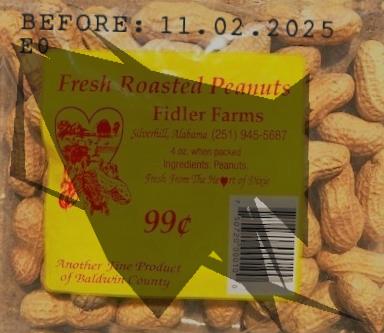 BEFORE: 11.02.2025
E0
Fresh Roasted Peanuts
Fidler Farms
Silverhill, Alabama (251) 945-5687
4 oz. when packed
Ingredients: Peanuts.
Fresh From The Heart of Dixie
99¢
Another Fine Product
of Baldwin County